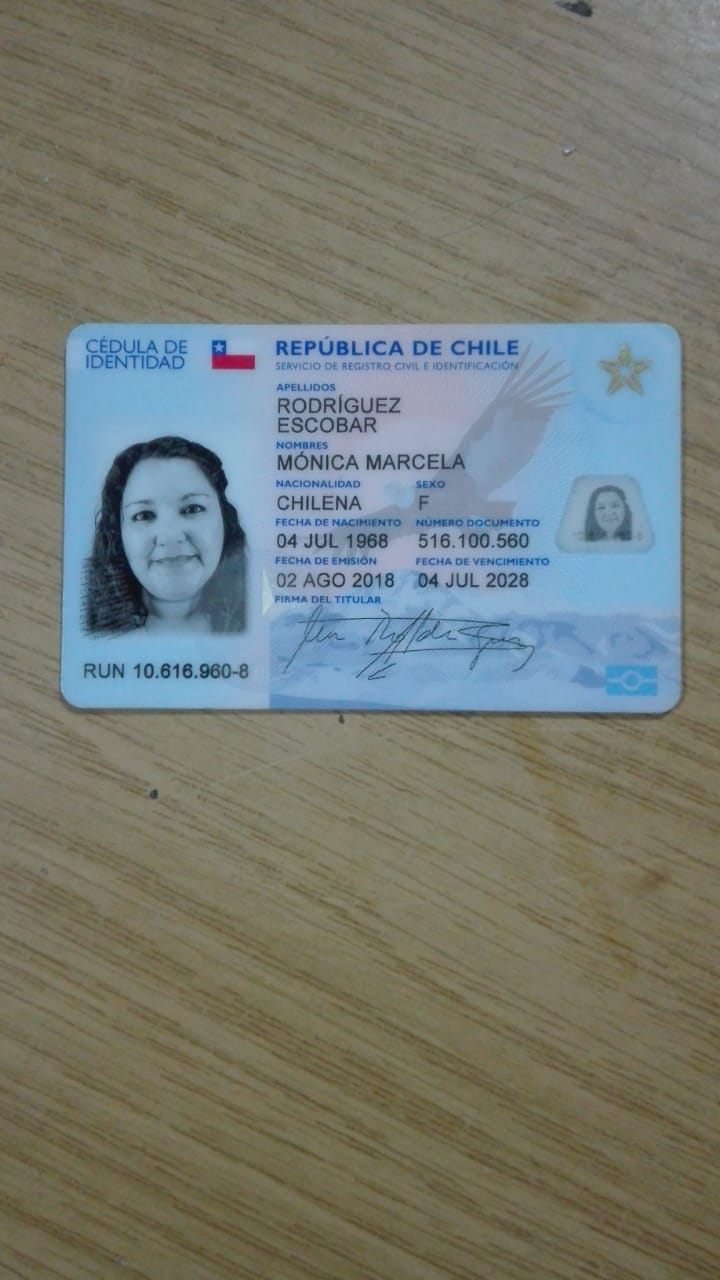 CÉDULA DE
IDENTIDAD
REPÚBLICA DE CHILE
SERVICIO DE REGISTRO CIVIL E IDENTIFICACIÓN
APELLIDOS
RODRÍGUEZ
ESCOBAR
NOMBRES
MÓNICA MARCELA
NACIONALIDAD SEXO
CHILENA F
FECHA DE NACIMIENTO NÚMERO DOCUMENTO
04 JUL 1968 516.100.560
FECHA DE EMISIÓN FECHA DE VENCIMIENTO
02 AGO 2018 04 JUL 2028
FIRMA DEL TITULAR
RUN 10.616.960-8